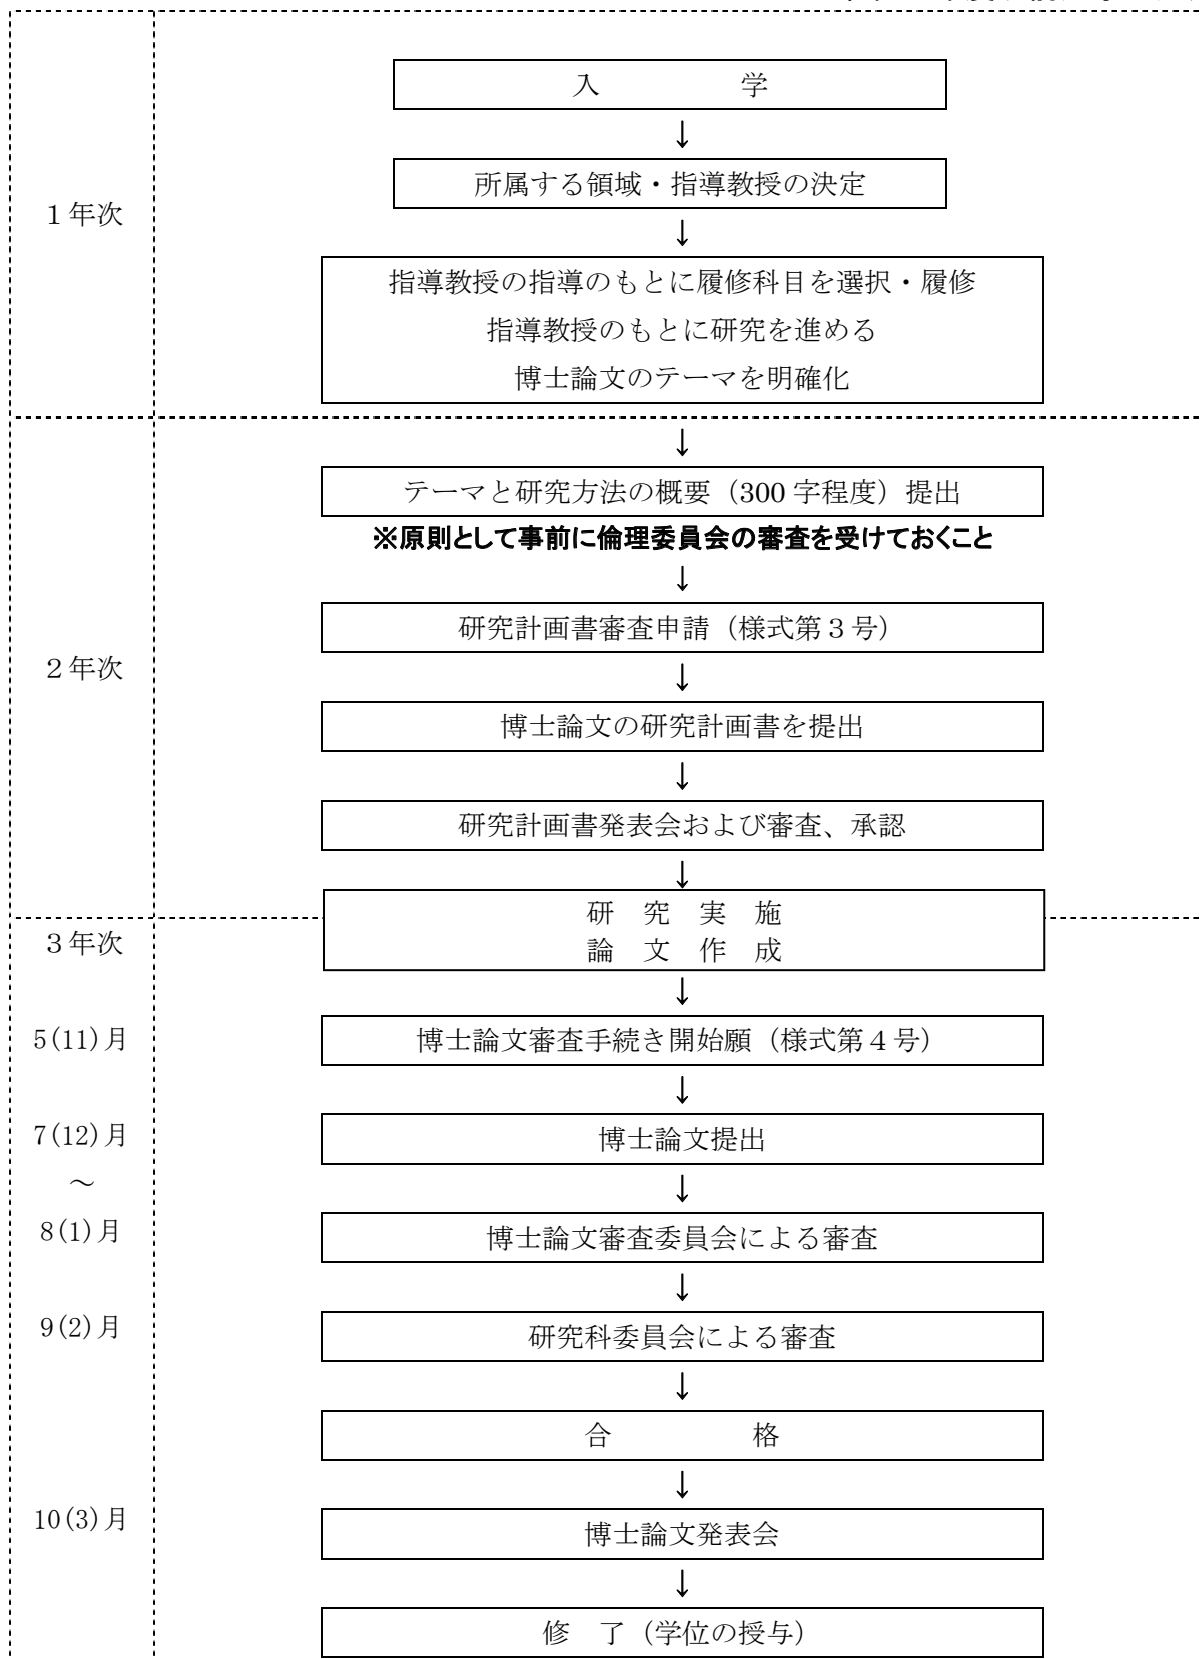 入　学
↓
所属する領域・指導教授の決定
１年次
↓
指導教授の指導のもとに履修科目を選択・履修
指導教授のもとに研究を進める
博士論文のテーマを明確化
↓
テーマと研究方法の概要（300 字程度）提出
※原則として事前に倫理委員会の審査を受けておくこと
↓
研究計画書審査申請（様式第３号）
２年次
↓
博士論文の研究計画書を提出
↓
研究計画書発表会および審査、承認
↓
３年次
研 究 実 施
論 文 作 成
↓
5(11)月
博士論文審査手続き開始願（様式第４号）
↓
7(12)月
博士論文提出
～
↓
8(1)月
博士論文審査委員会による審査
↓
9(2)月
研究科委員会による審査
↓
合　格
↓
10(3)月
博士論文発表会
↓
修　了（学位の授与）